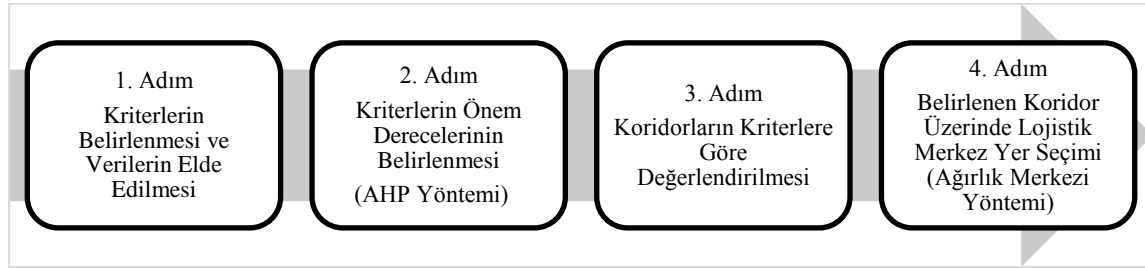 1. Adım
Kriterlerin
Belirlenmesi ve
Verilerin Elde
Edilmesi
2. Adım
Kriterlerin Önem
Derecelerinin
Belirlenmesi
(AHP Yöntemi)
3. Adım
Koridorların Kriterlere
Göre
Değerlendirilmesi
4. Adım
Belirlenen Koridor
Üzerinde Lojistik
Merkez Yer Seçimi
(Ağırlık Merkezi
Yöntemi)